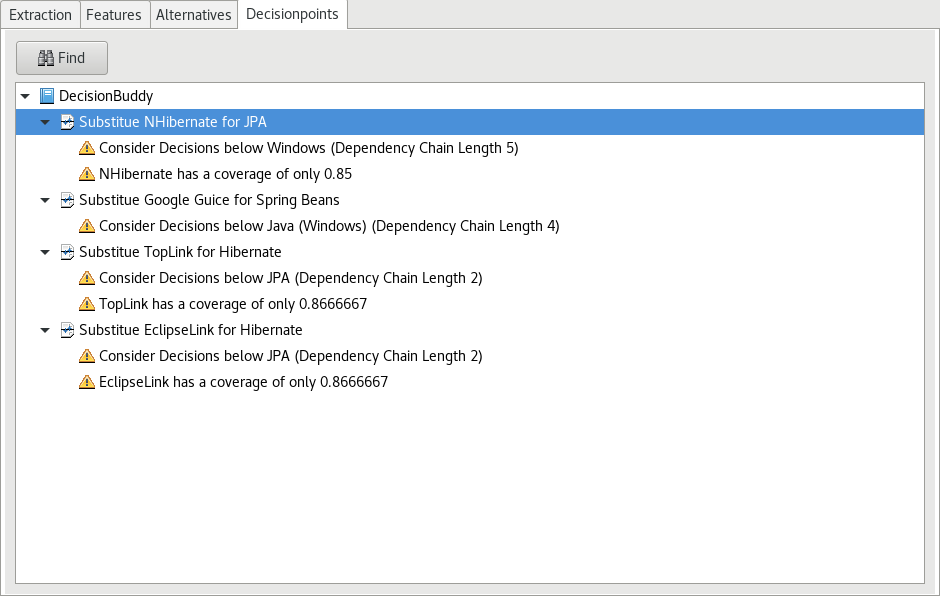 Extraction Features Alternatives Decisionpoints
Find
DecisionBuddy
Substitue NHibernate for JPA
Consider Decisions below Windows (Dependency Chain Length 5)
NHibernate has a coverage of only 0.85
Substitue Google Guice for Spring Beans
Consider Decisions below Java (Windows) (Dependency Chain Length 4)
Substitue TopLink for Hibernate
Consider Decisions below JPA (Dependency Chain Length 2)
TopLink has a coverage of only 0.8666667
Substitue EclipseLink for Hibernate
Consider Decisions below JPA (Dependency Chain Length 2)
EclipseLink has a coverage of only 0.8666667